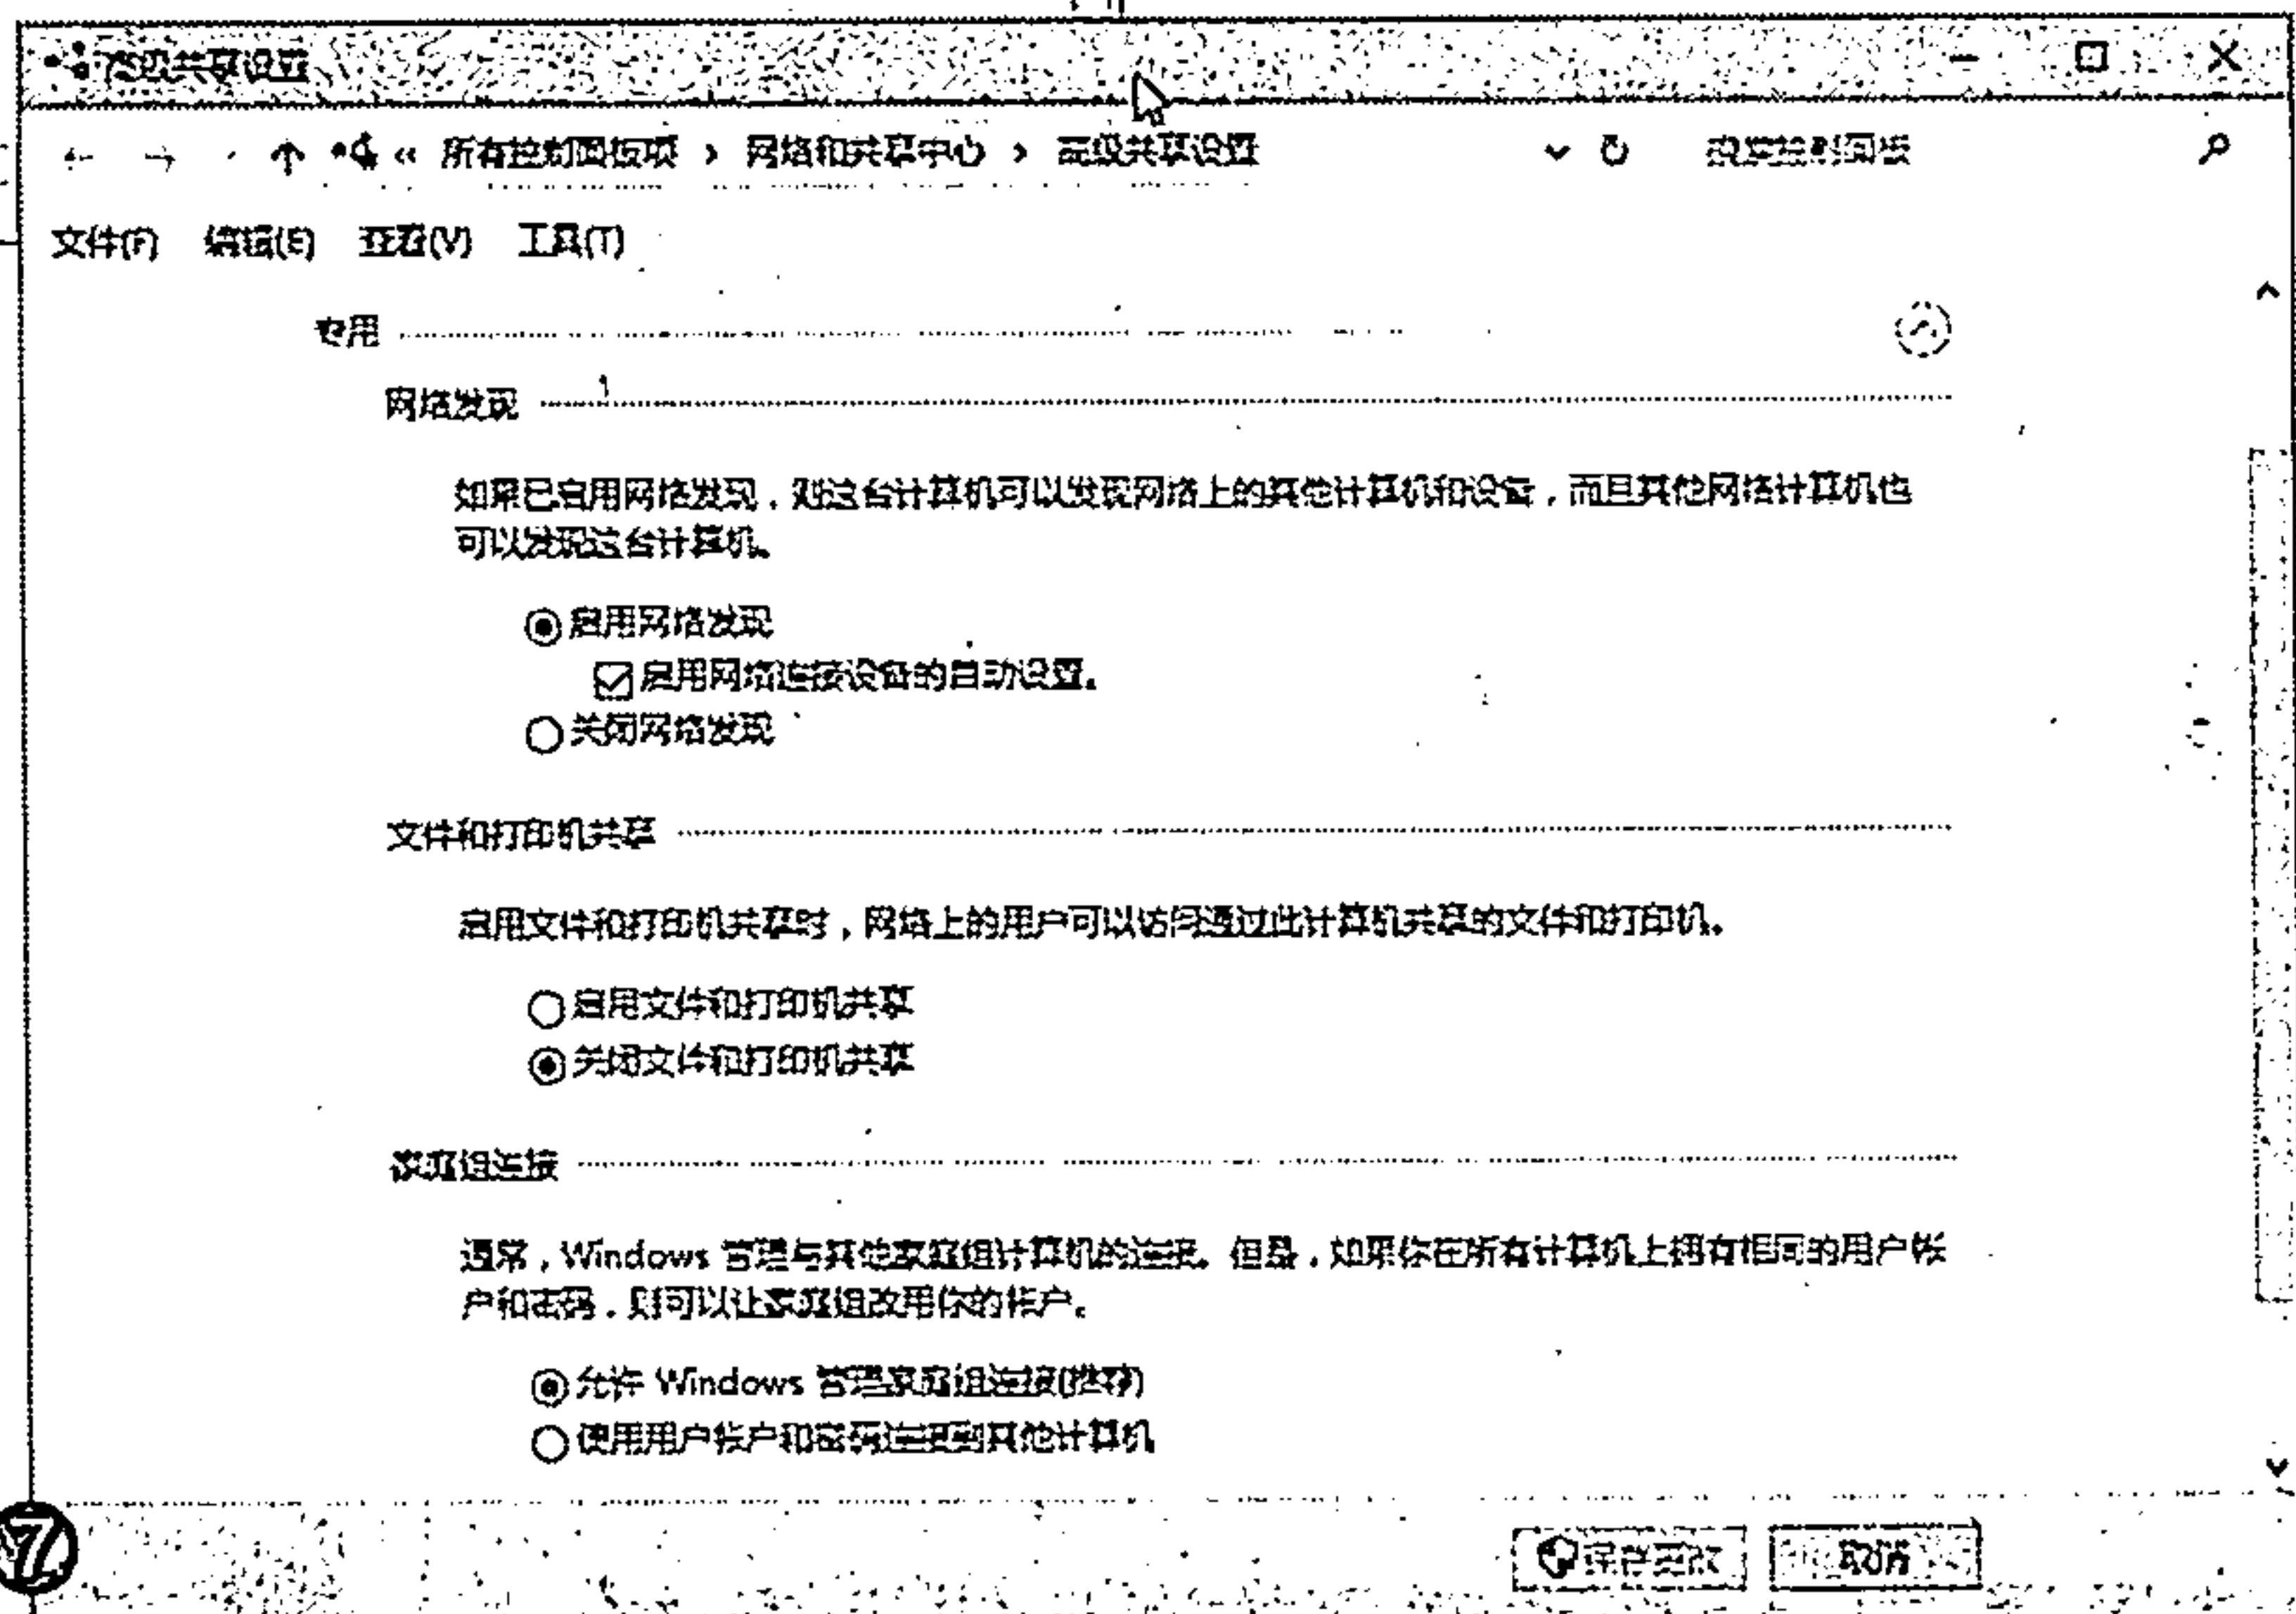 高级共享设置
« 所有控制面板项 › 网络和共享中心 › 高级共享设置
搜索控制面板
文件(F) 编辑(E) 查看(V) 工具(T)
专用
网络发现
如果已启用网络发现，则这台计算机可以发现网络上的其他计算机和设备，而且其他网络计算机也
可以发现这台计算机。
启用网络发现
启用网络连接设备的自动设置。
关闭网络发现
文件和打印机共享
启用文件和打印机共享时，网络上的用户可以访问通过此计算机共享的文件和打印机。
启用文件和打印机共享
关闭文件和打印机共享
家庭组连接
通常，Windows 管理与其他家庭组计算机的连接。但是，如果你在所有计算机上拥有相同的用户帐
户和密码，则可以让家庭组改用你的帐户。
允许 Windows 管理家庭组连接(推荐)
使用用户帐户和密码连接到其他计算机
7
保存更改
取消